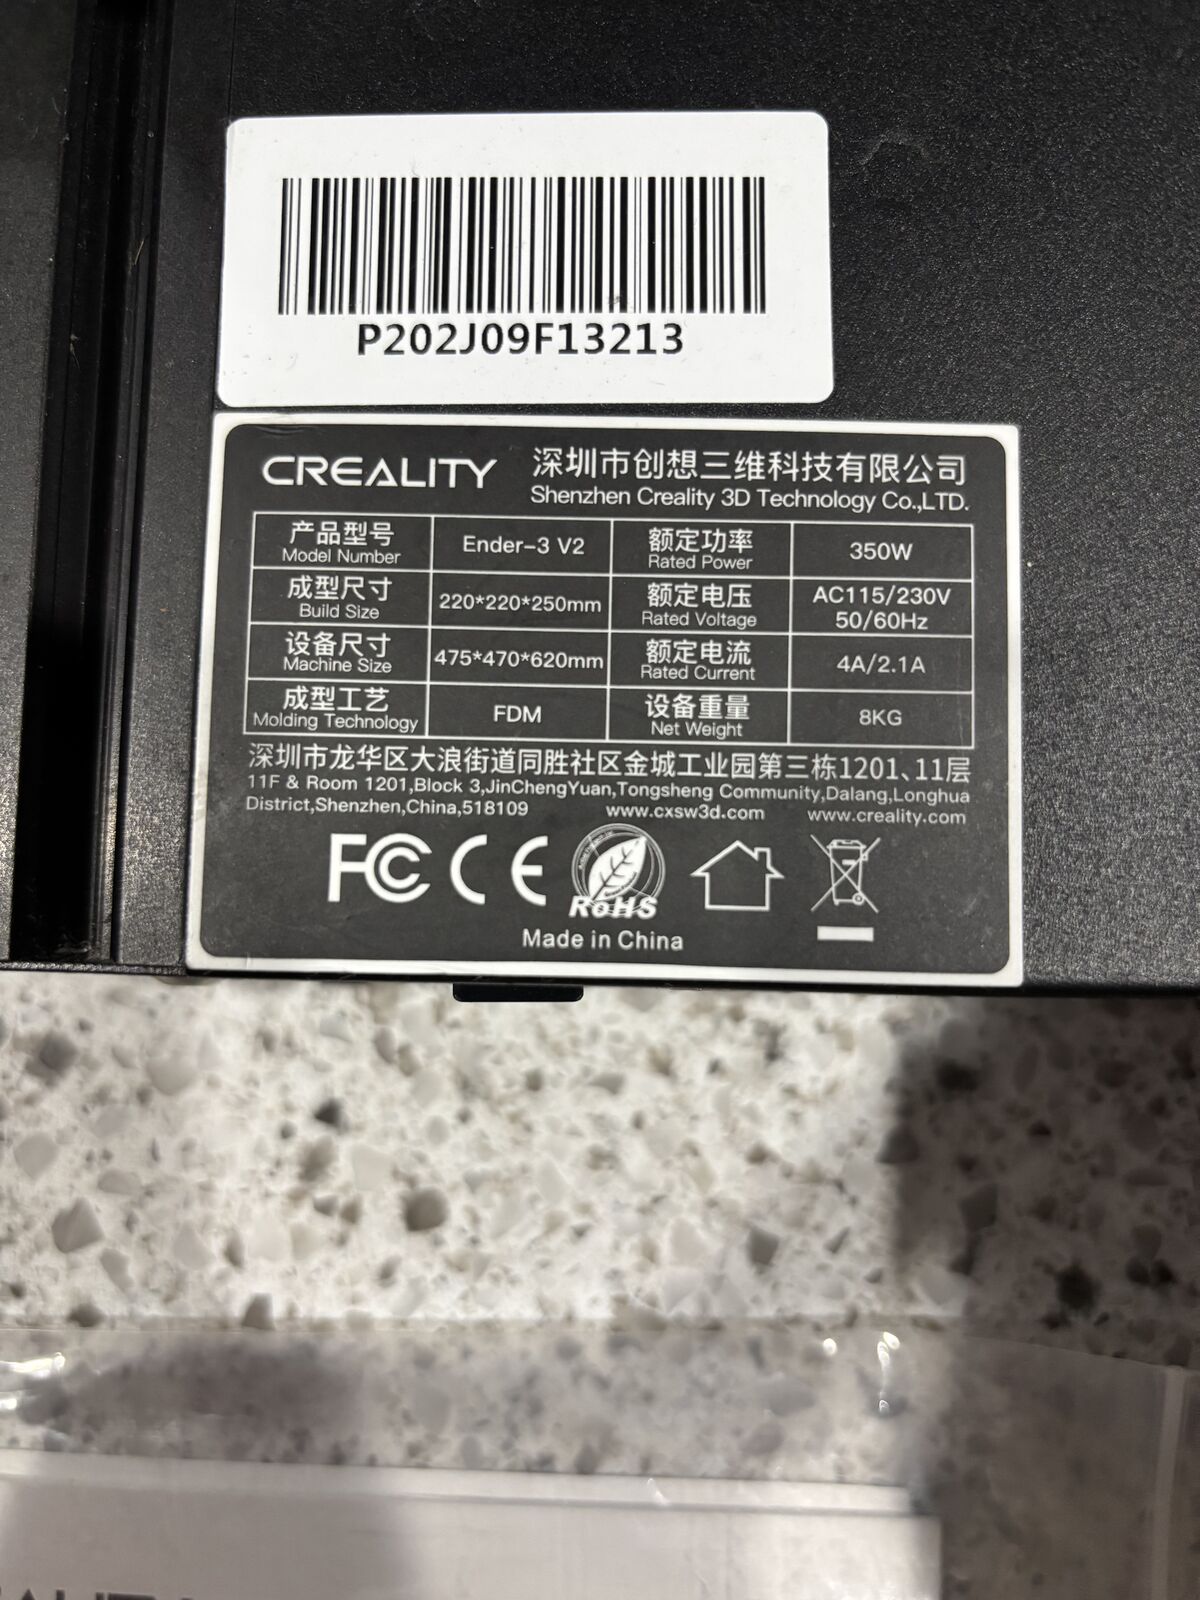 P202J09F13213
CREALITY
深圳市创想三维科技有限公司
Shenzhen Creality 3D Technology Co.,LTD.
产品型号
Model Number
Ender-3 V2
额定功率
Rated Power
350W
成型尺寸
Build Size
220*220*250mm
额定电压
Rated Voltage
AC115/230V
50/60Hz
设备尺寸
Machine Size
475*470*620mm
额定电流
Rated Current
4A/2.1A
成型工艺
Molding Technology
FDM
设备重量
Net Weight
8KG
深圳市龙华区大浪街道同胜社区金城工业园第三栋1201、11层
11F & Room 1201,Block 3,JinChengYuan,Tongsheng Community,Dalang,Longhua
District,Shenzhen,China,518109 www.cxsw3d.com www.creality.com
FC CE RoHS
Made in China